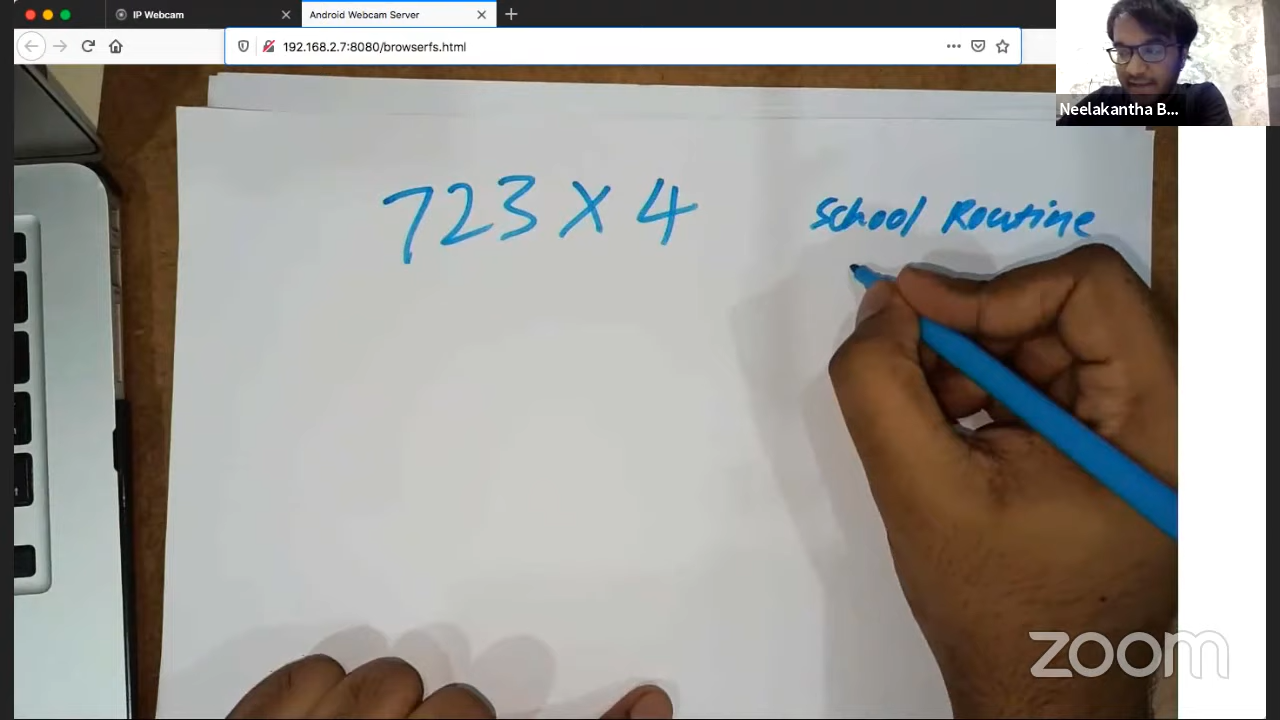 IP Webcam
Android Webcam Server
192.168.2.7:8080/browserfs.html
Neelakantha B...
723 X 4
School Routine
zoom